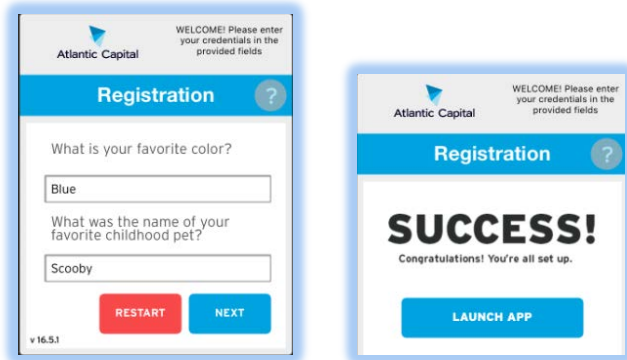 Atlantic Capital
WELCOME! Please enter
your credentials in the
provided fields
Registration
?
What is your favorite color?
Blue
What was the name of your
favorite childhood pet?
Scooby
RESTART
NEXT
v 16.5.1
Atlantic Capital
WELCOME! Please enter
your credentials in the
provided fields
Registration
?
SUCCESS!
Congratulations! You're all set up.
LAUNCH APP